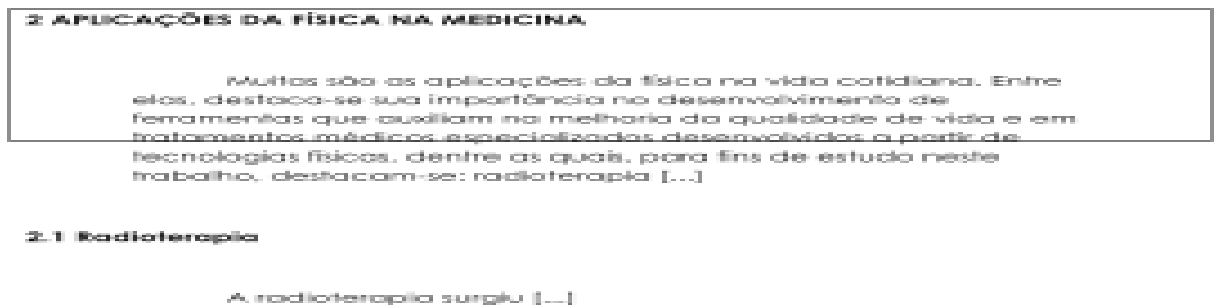 2 APLICAÇÕES DA FÍSICA NA MEDICINA
Muitas são as aplicações da física na vida cotidiana. Entre
elas, destaca-se sua importância no desenvolvimento de
ferramentas que auxiliam na melhoria da qualidade de vida e em
tratamentos médicos especializados desenvolvidos a partir de
tecnologias físicas, dentre as quais, para fins de estudo neste
trabalho, destacam-se: radioterapia [...]
2.1 Radioterapia
A radioterapia surgiu [...]